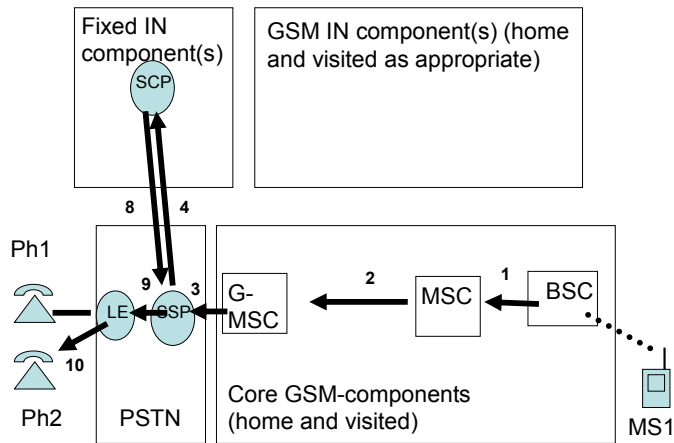 Fixed IN
component(s)
SCP
GSM IN component(s) (home
and visited as appropriate)
8
4
Ph1
9
3
2
1
LE
SSP
G-
MSC
MSC
BSC
10
Ph2
PSTN
Core GSM-components
(home and visited)
MS1